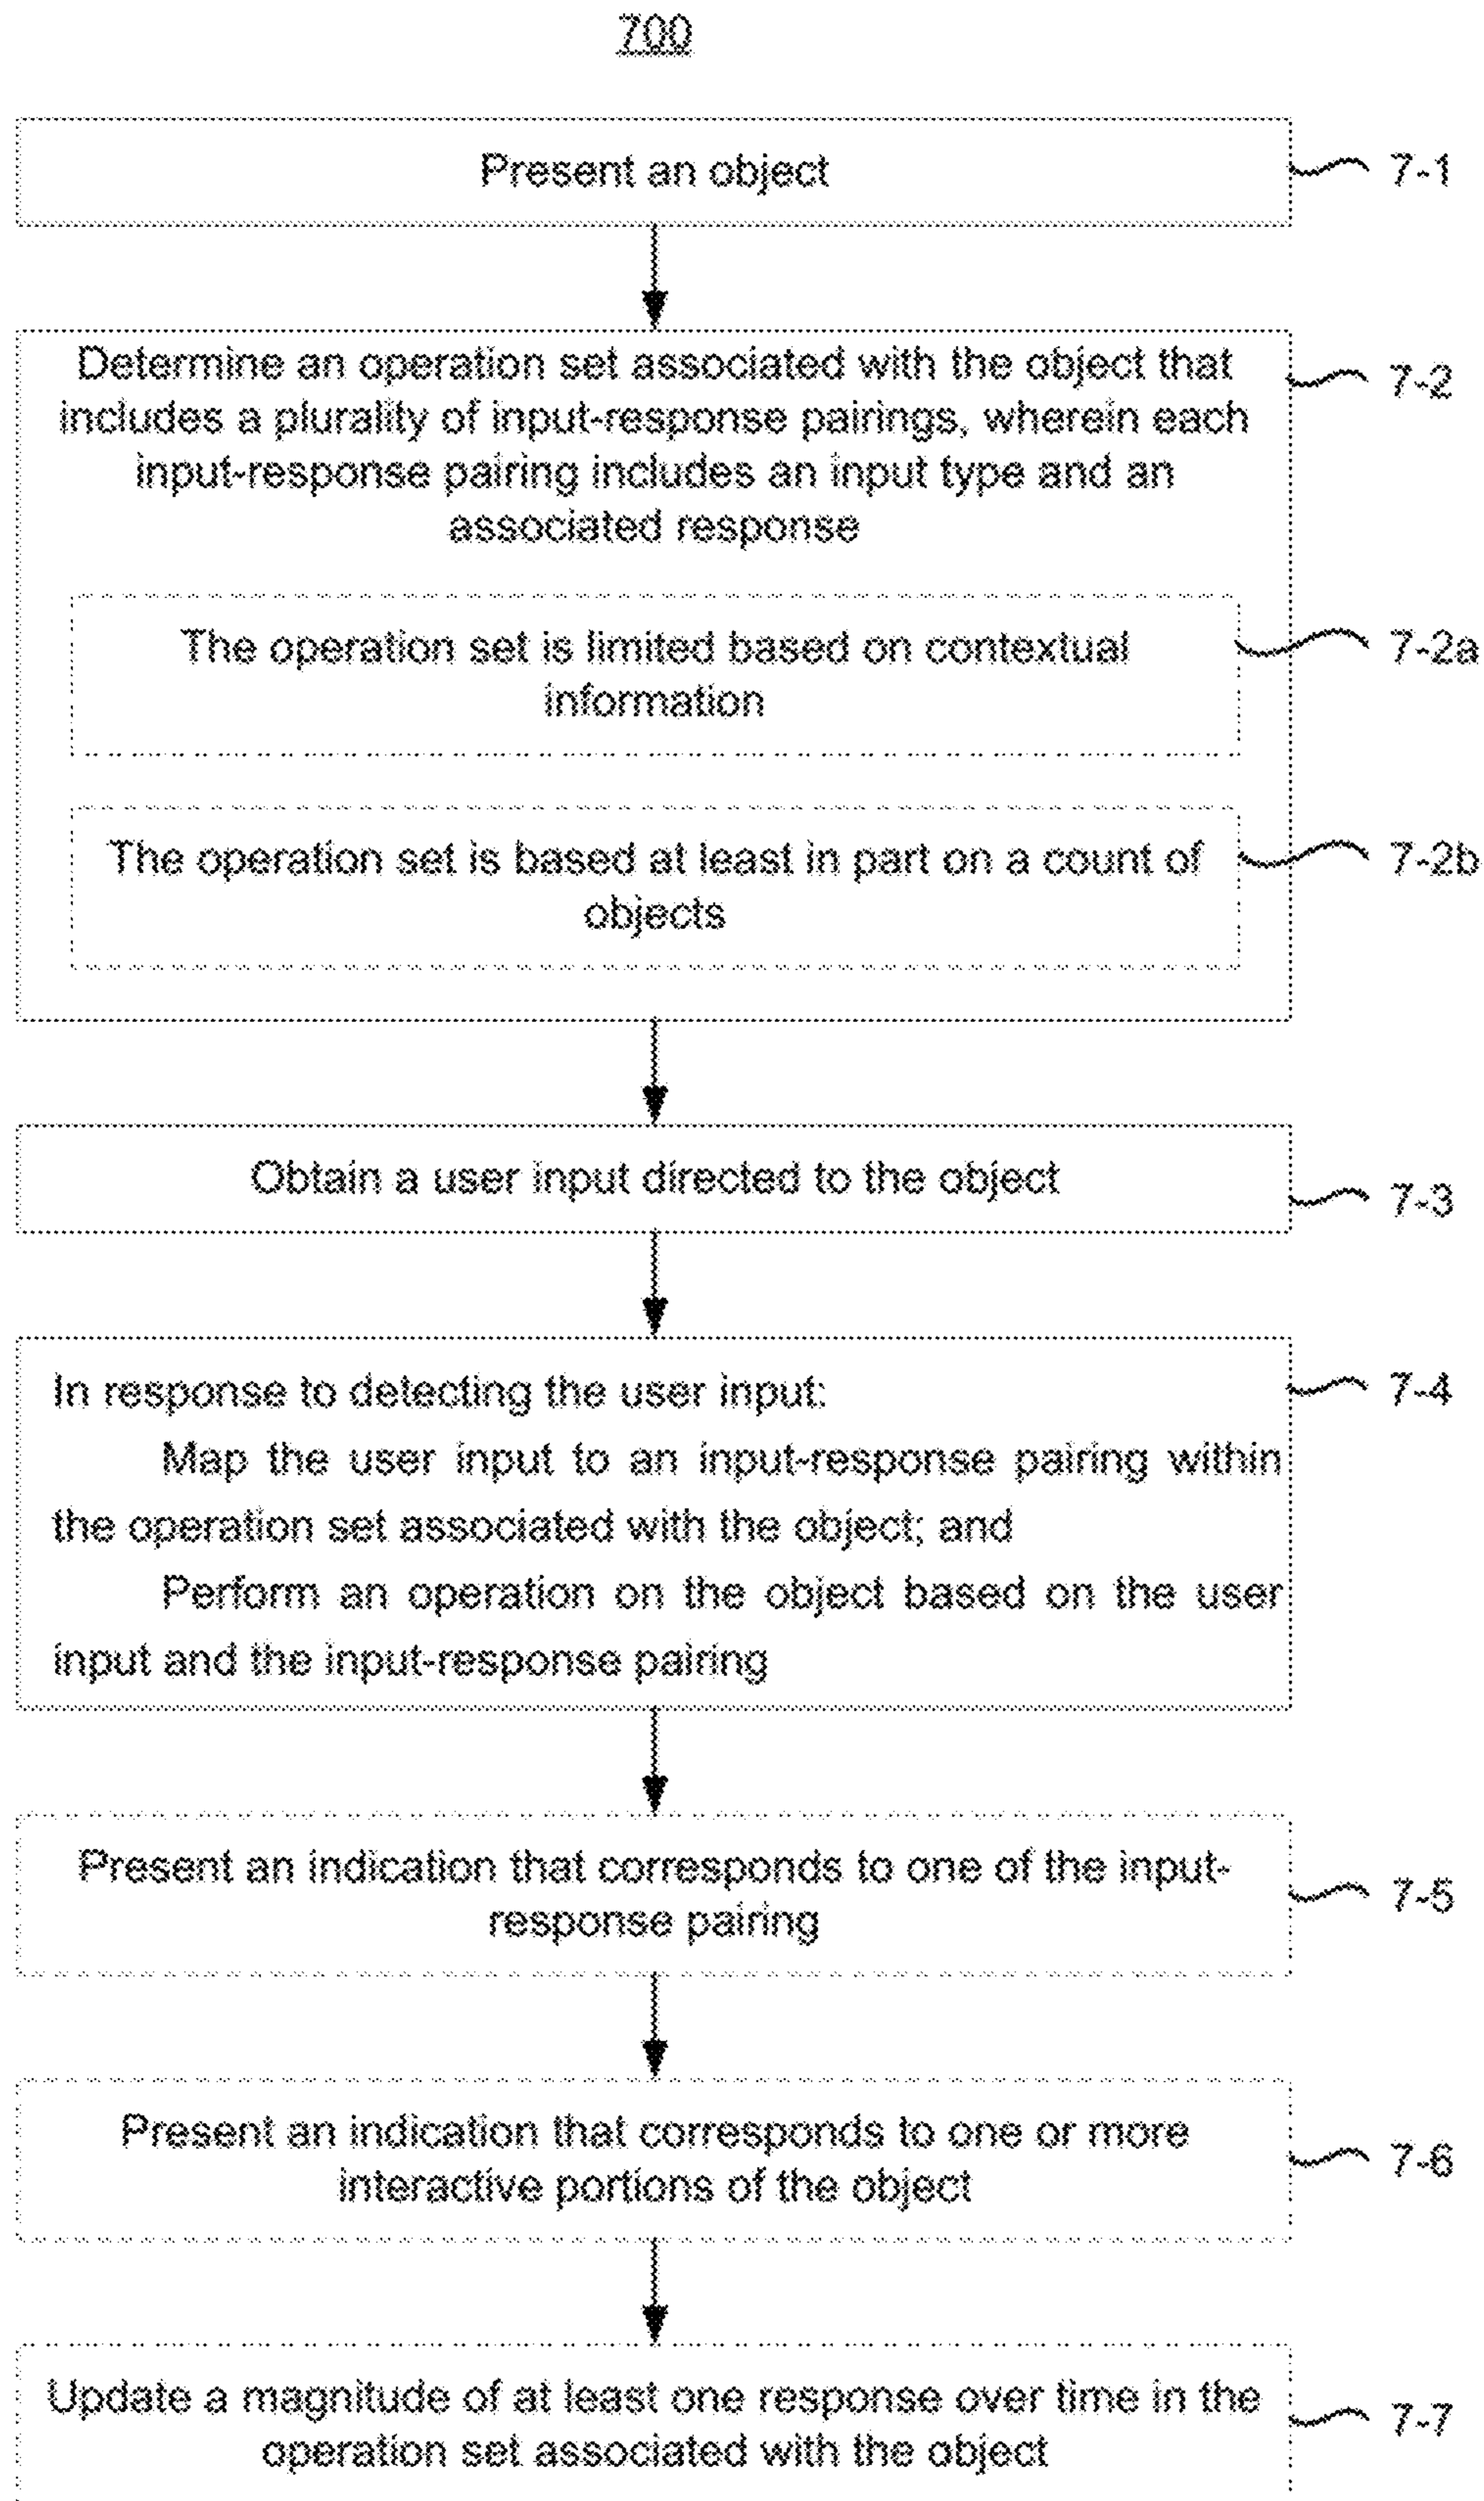 700
Present an object
7-1
Determine an operation set associated with the object that
7-2
includes a plurality of input-response pairings, wherein each
input-response pairing includes an input type and an
associated response
The operation set is limited based on contextual
7-2a
information
The operation set is based at least in part on a count of
7-2b
objects
Obtain a user input directed to the object
7-3
In response to detecting the user input:
7-4
Map the user input to an input-response pairing within
the operation set associated with the object; and
Perform an operation on the object based on the user
input and the input-response pairing
Present an indication that corresponds to one of the input-
7-5
response pairing
Present an indication that corresponds to one or more
7-6
interactive portions of the object
Update a magnitude of at least one response over time in the
7-7
operation set associated with the object